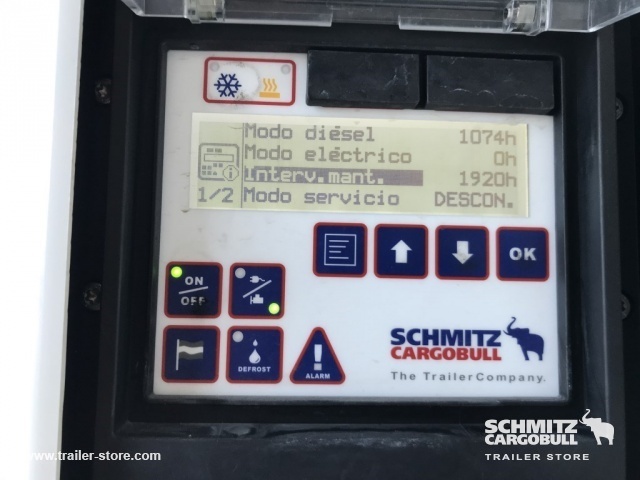 Modo diésel 1074h
Modo eléctrico 0h
Interv.mant. 1920h
1/2 Modo servicio DESCON.
OK
ON
OFF
DEFROST
ALARM
SCHMITZ
CARGOBULL
The TrailerCompany.
SCHMITZ
CARGOBULL
TRAILER STORE
www.trailer-store.com